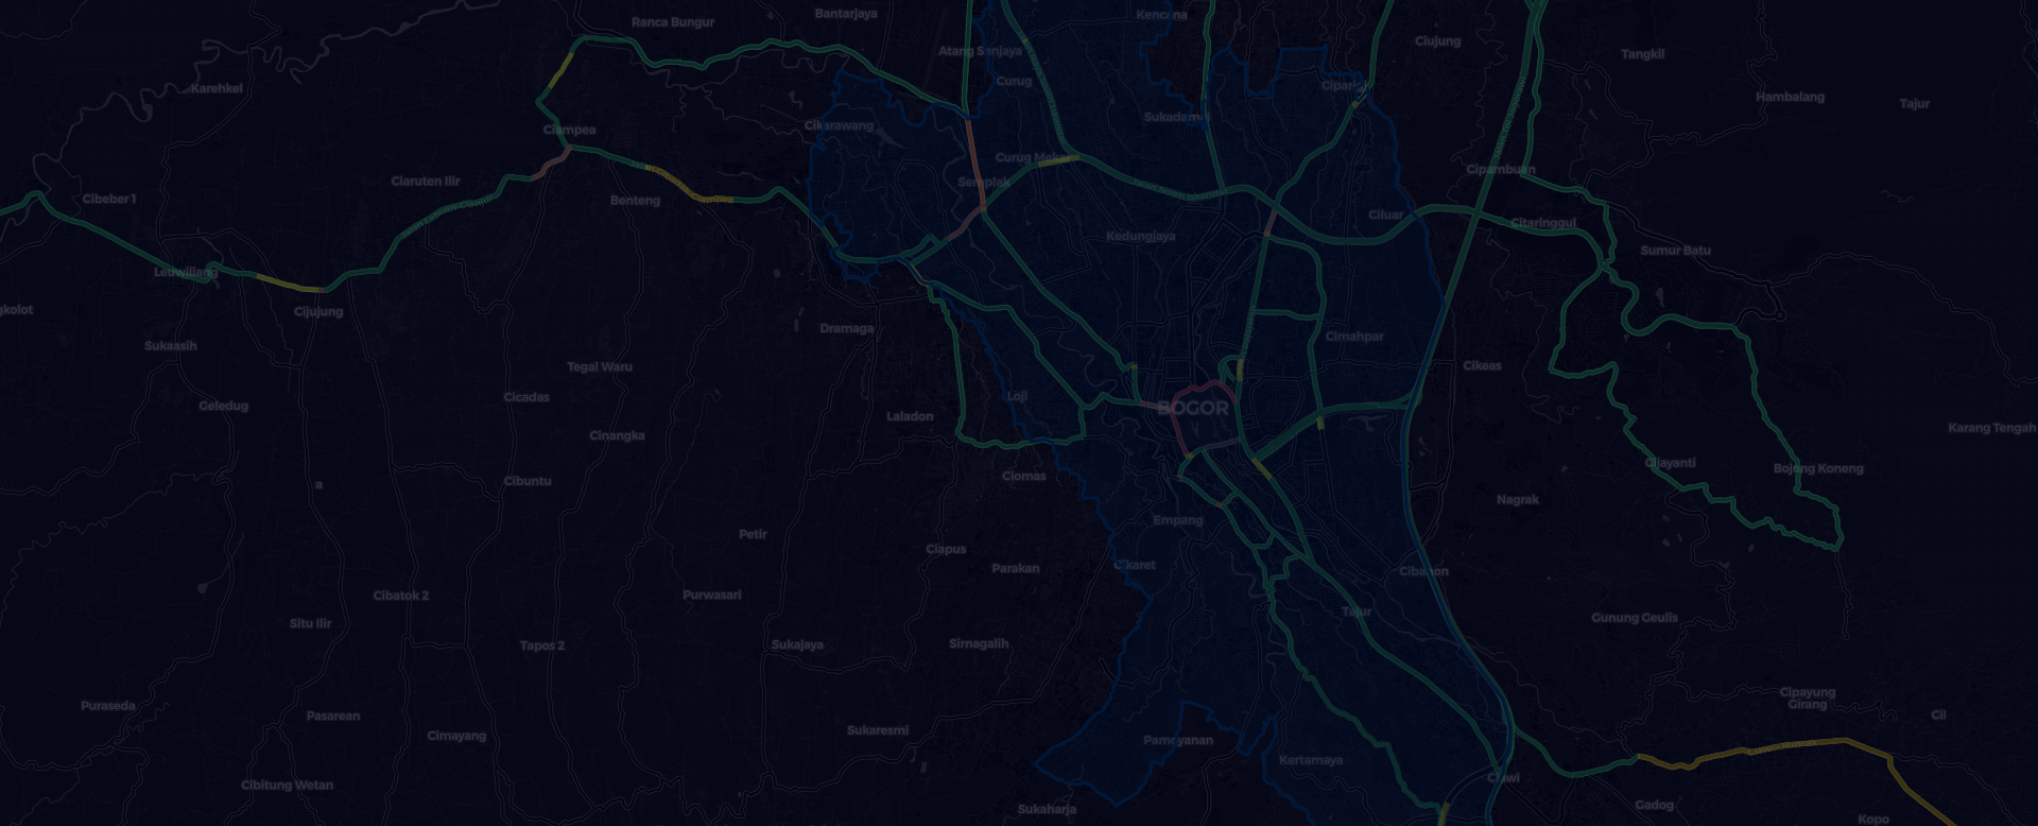 Bantarjaya
Kencana
Ranca Bungur
Ciujung
Atang Senjaya
Tangkil
Curug
Karehkel
Hambalang
Tajur
Sukadamai
Cikarawang
Ciampea
Curug Mekar
Cipambuan
Ciaruten Ilir
Semplak
Cibeber 1
Benteng
Ciluar
Citaringgul
Kedungjaya
Sumur Batu
Leuwiliang
gkolot
Cijujung
Dramaga
Cimahpar
Sukaasih
Tegal Waru
Cikeas
Cicadas
Loji
Geledug
BOGOR
Laladon
Karang Tengah
Cinangka
Cijayanti
Bojong Koneng
Ciomas
Cibuntu
a
Nagrak
Empang
Petir
Ciapus
Parakan
Cikaret
Cibanon
Cibatok 2
Purwasari
Tajur
Gunung Geulis
Situ Ilir
Tapos 2
Sukajaya
Sirnagalih
Cipayung
Girang
Puraseda
Pasarean
Cil
Cimayang
Sukaresmi
Pamoyanan
Kertamaya
Ciawi
Cibitung Wetan
Gadog
Sukaharja
Kopo